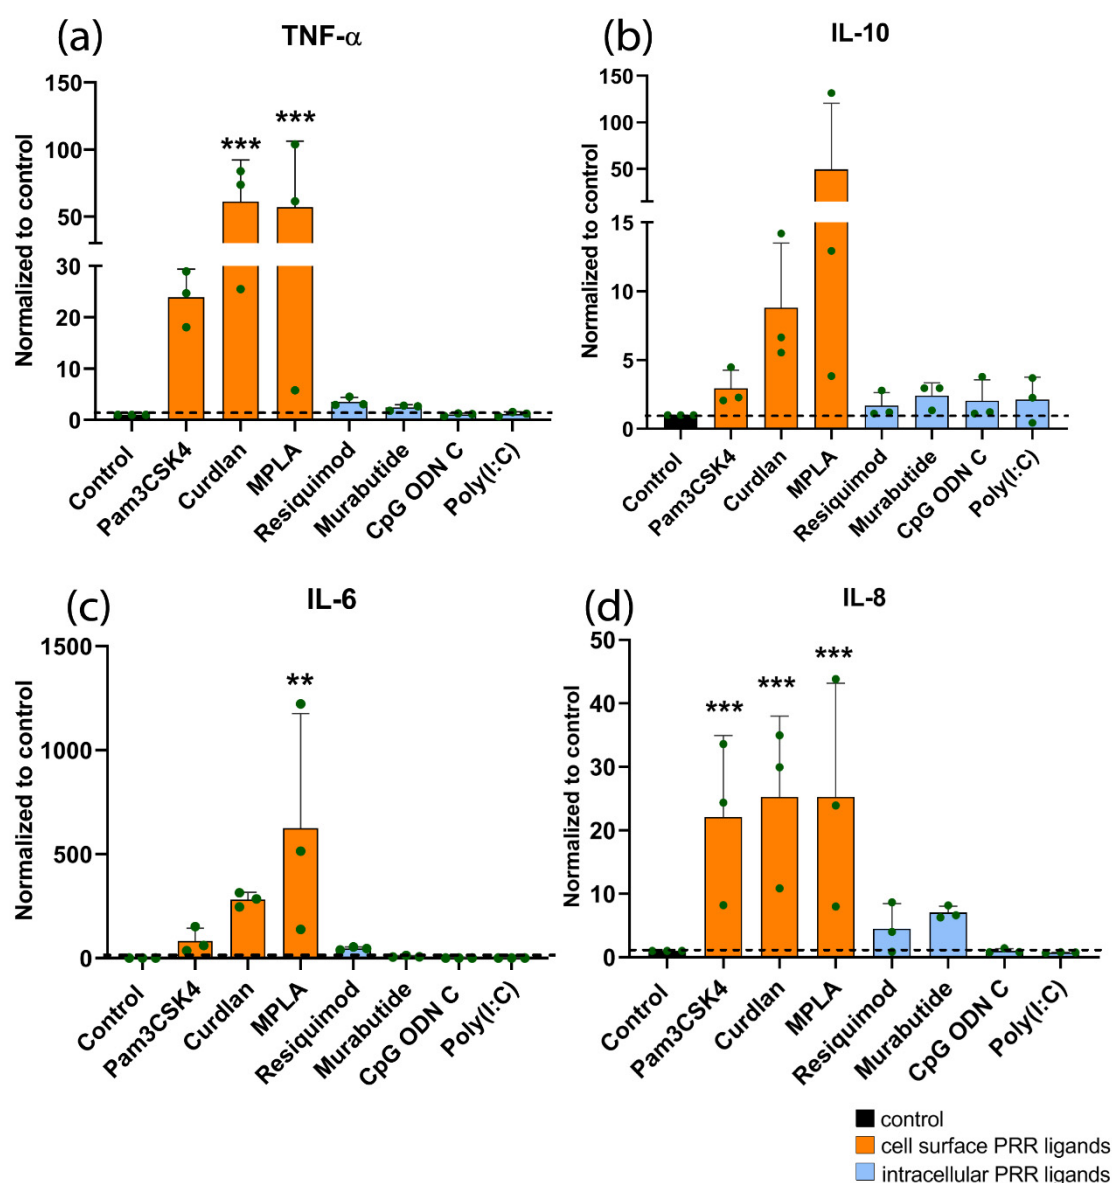 (a)
TNF-α
Normalized to control
150
100
50
30
20
10
0
***
***
Control
Pam3CSK4
Curdlan
MPLA
Resiquimod
Murabutide
CpG ODN C
Poly(I:C)
(b)
IL-10
Normalized to control
150
100
50
15
10
5
0
Control
Pam3CSK4
Curdlan
MPLA
Resiquimod
Murabutide
CpG ODN C
Poly(I:C)
(c)
IL-6
Normalized to control
1500
1000
500
0
**
Control
Pam3CSK4
Curdlan
MPLA
Resiquimod
Murabutide
CpG ODN C
Poly(I:C)
(d)
IL-8
Normalized to control
50
40
30
20
10
0
***
***
***
Control
Pam3CSK4
Curdlan
MPLA
Resiquimod
Murabutide
CpG ODN C
Poly(I:C)
control
cell surface PRR ligands
intracellular PRR ligands